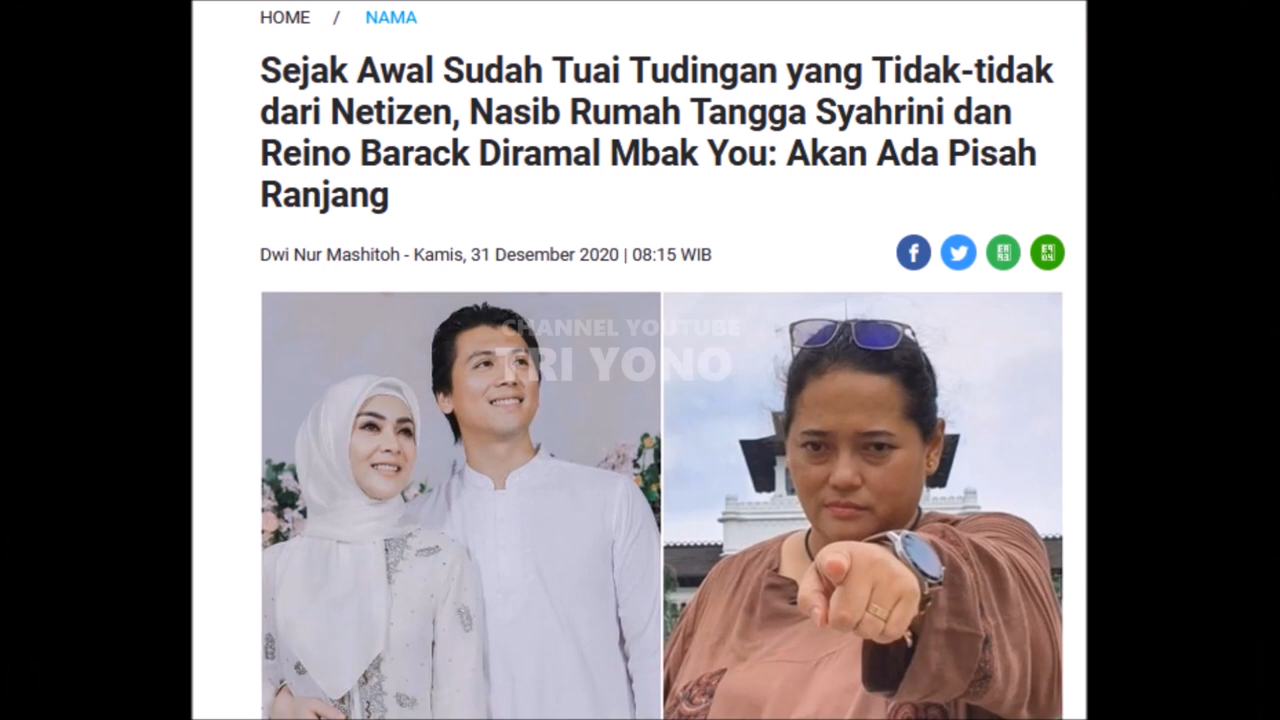 HOME / NAMA
Sejak Awal Sudah Tuai Tudingan yang Tidak-tidak
dari Netizen, Nasib Rumah Tangga Syahrini dan
Reino Barack Diramal Mbak You: Akan Ada Pisah
Ranjang
Dwi Nur Mashitoh - Kamis, 31 Desember 2020 | 08:15 WIB
CHANNEL YOUTUBE
TRI YONO